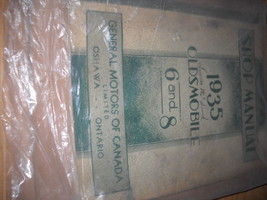 SHOP MANUAL
1935
OLDSMOBILE
6 and 8
GENERAL MOTORS OF CANADA
LIMITED
OSHAWA ONTARIO